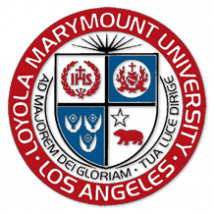 LOYOLA MARYMOUNT UNIVERSITY
• LOS ANGELES •
AD MAJOREM DEI GLORIAM • TUA LUCE DIRIGE
IHS